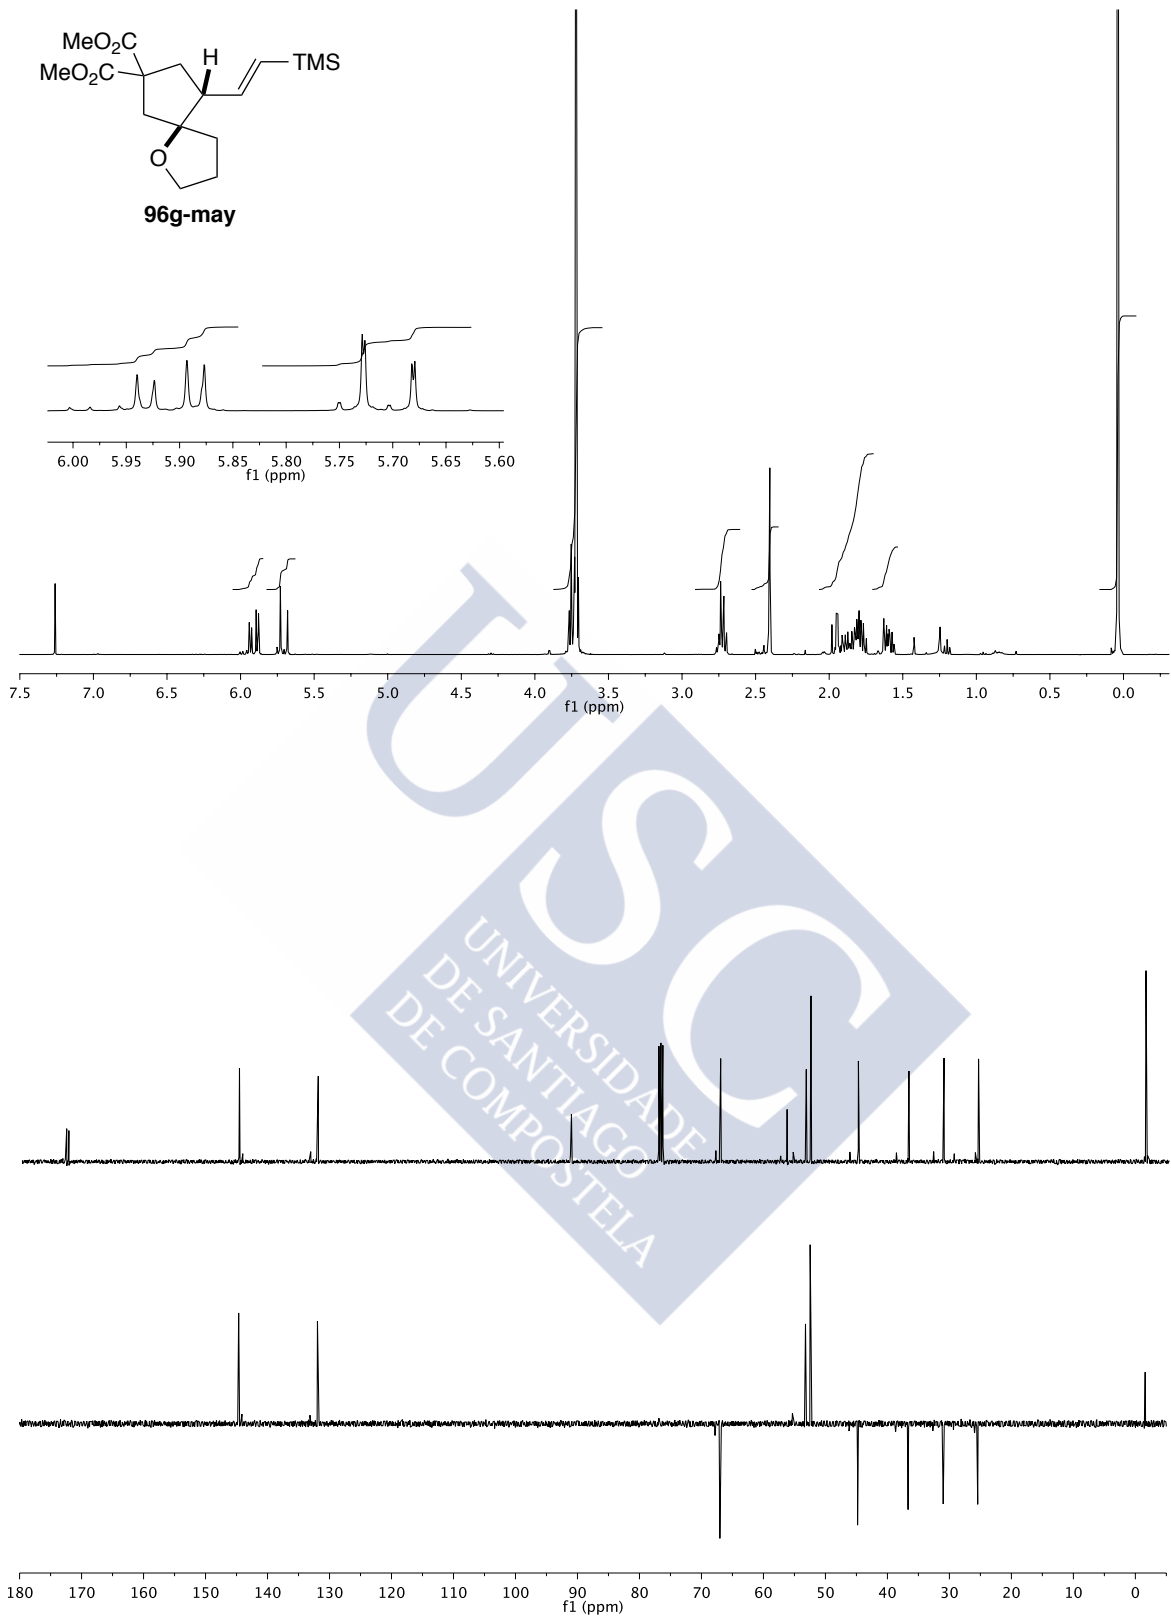 MeO2C
H
MeO2C
TMS
O
96g-may
6.00 5.95 5.90 5.85 5.80 5.75 5.70 5.65 5.60
f1 (ppm)
7.5 7.0 6.5 6.0 5.5 5.0 4.5 4.0 3.5 3.0 2.5 2.0 1.5 1.0 0.5 0.0
f1 (ppm)
USC
UNIVERSIDADE
DE SANTIAGO
DE COMPOSTELA
180 170 160 150 140 130 120 110 100 90 80 70 60 50 40 30 20 10 0
f1 (ppm)